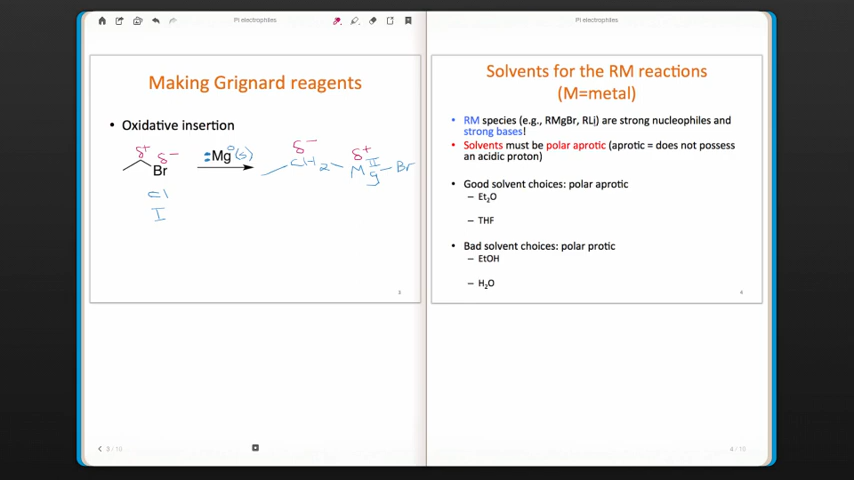 PI electrophiles
Making Grignard reagents
• Oxidative insertion
δ+ δ− Br :Mg⁰(s) δ− CH2 δ+ MgII Br
Cl
I
3
< 3 / 10
PI electrophiles
Solvents for the RM reactions
(M=metal)
• RM species (e.g., RMgBr, RLi) are strong nucleophiles and
strong bases!
• Solvents must be polar aprotic (aprotic = does not possess
an acidic proton)
• Good solvent choices: polar aprotic
– Et₂O
– THF
• Bad solvent choices: polar protic
– EtOH
– H₂O
4
4 / 10